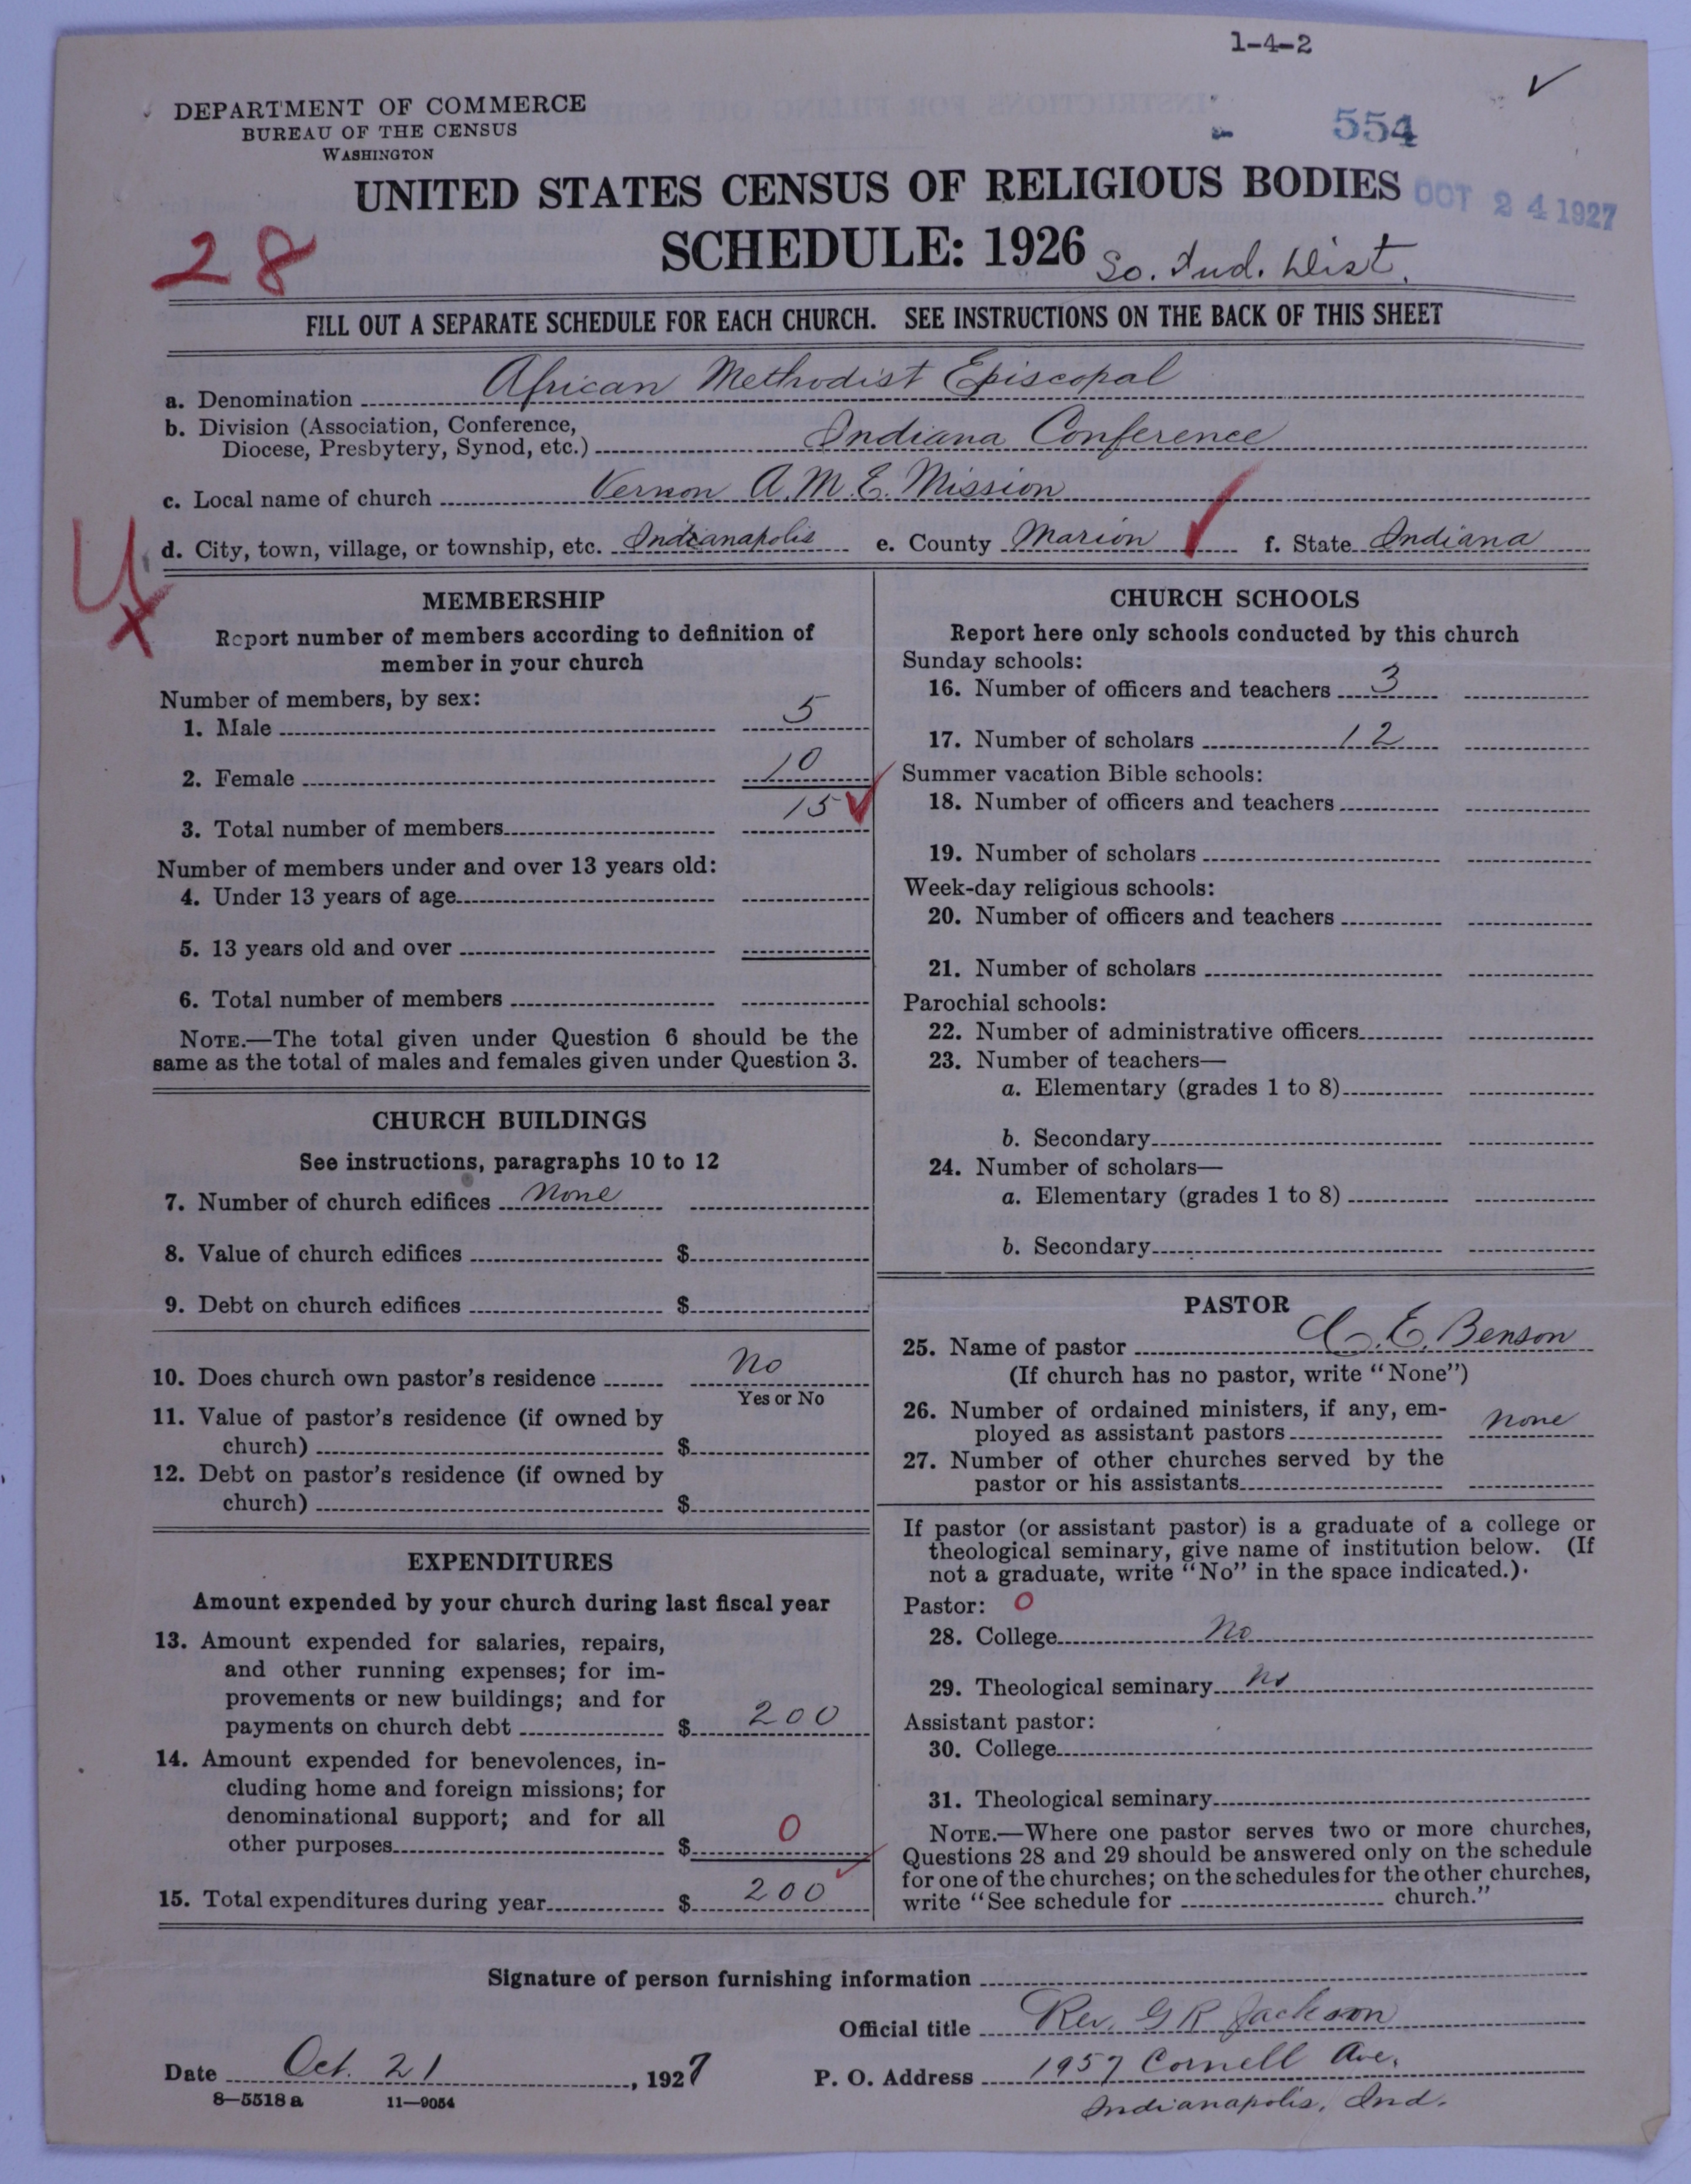 1-4-2
✓
DEPARTMENT OF COMMERCE
BUREAU OF THE CENSUS
WASHINGTON
554
UNITED STATES CENSUS OF RELIGIOUS BODIES
OCT 24 1927
28
SCHEDULE: 1926 So. Ind. Dist.
FILL OUT A SEPARATE SCHEDULE FOR EACH CHURCH. SEE INSTRUCTIONS ON THE BACK OF THIS SHEET
a. Denomination African Methodist Episcopal
b. Division (Association, Conference,
Diocese, Presbytery, Synod, etc.) Indiana Conference
c. Local name of church Vernon A.M.E. Mission
d. City, town, village, or township, etc. Indianapolis e. County Marion ✓ f. State Indiana
MEMBERSHIP
Report number of members according to definition of
member in your church
Number of members, by sex:
1. Male 5
2. Female 10
3. Total number of members 15 ✓
Number of members under and over 13 years old:
4. Under 13 years of age
5. 13 years old and over
6. Total number of members
NOTE.—The total given under Question 6 should be the
same as the total of males and females given under Question 3.
CHURCH BUILDINGS
See instructions, paragraphs 10 to 12
7. Number of church edifices None
8. Value of church edifices $
9. Debt on church edifices $
10. Does church own pastor's residence No
Yes or No
11. Value of pastor's residence (if owned by
church) $
12. Debt on pastor's residence (if owned by
church) $
EXPENDITURES
Amount expended by your church during last fiscal year
13. Amount expended for salaries, repairs,
and other running expenses; for im-
provements or new buildings; and for
payments on church debt $ 200
14. Amount expended for benevolences, in-
cluding home and foreign missions; for
denominational support; and for all
other purposes $ 0
15. Total expenditures during year $ 200
CHURCH SCHOOLS
Report here only schools conducted by this church
Sunday schools:
16. Number of officers and teachers 3
17. Number of scholars 12
Summer vacation Bible schools:
18. Number of officers and teachers
19. Number of scholars
Week-day religious schools:
20. Number of officers and teachers
21. Number of scholars
Parochial schools:
22. Number of administrative officers
23. Number of teachers—
a. Elementary (grades 1 to 8)
b. Secondary
24. Number of scholars—
a. Elementary (grades 1 to 8)
b. Secondary
PASTOR
25. Name of pastor C. E. Benson
(If church has no pastor, write "None")
26. Number of ordained ministers, if any, em-
ployed as assistant pastors None
27. Number of other churches served by the
pastor or his assistants
If pastor (or assistant pastor) is a graduate of a college or
theological seminary, give name of institution below. (If
not a graduate, write "No" in the space indicated.)
Pastor: 0
28. College No
29. Theological seminary No
Assistant pastor:
30. College
31. Theological seminary
NOTE.—Where one pastor serves two or more churches,
Questions 28 and 29 should be answered only on the schedule
for one of the churches; on the schedules for the other churches,
write "See schedule for church."
Signature of person furnishing information
Official title Rev. G R Jackson
Date Oct. 21, 1927 P. O. Address 1957 Cornell Ave.
8—5518 a 11—9054 Indianapolis, Ind.